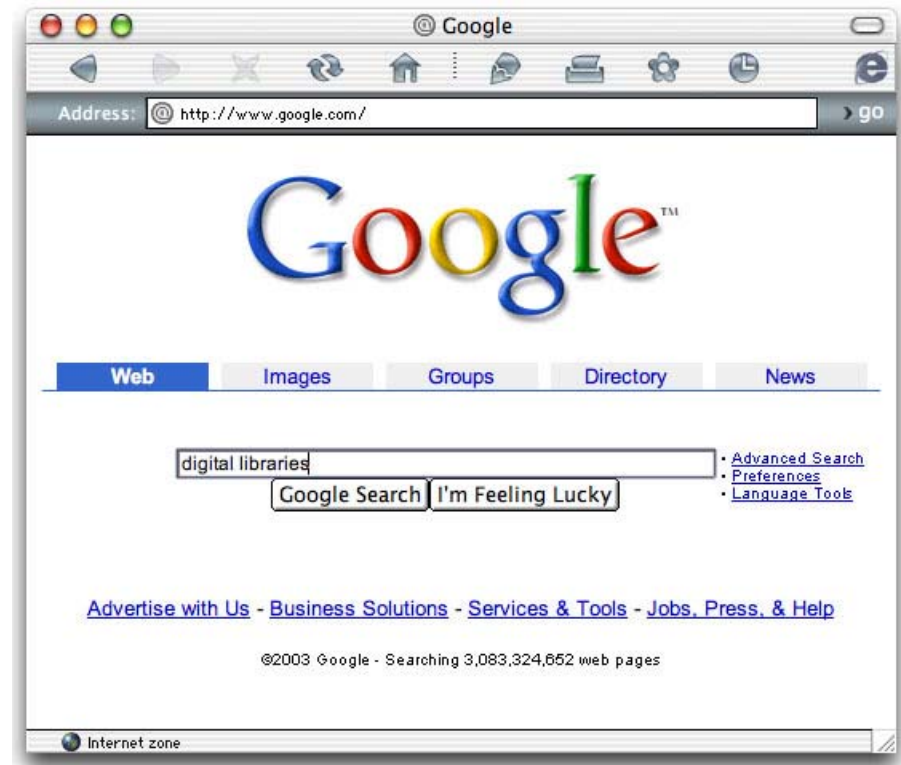 @ Google
Address: @ http://www.google.com/ › go
Google™
Web Images Groups Directory News
digital libraries
• Advanced Search
• Preferences
• Language Tools
Google Search I'm Feeling Lucky
Advertise with Us - Business Solutions - Services & Tools - Jobs, Press, & Help
©2003 Google - Searching 3,083,324,652 web pages
Internet zone